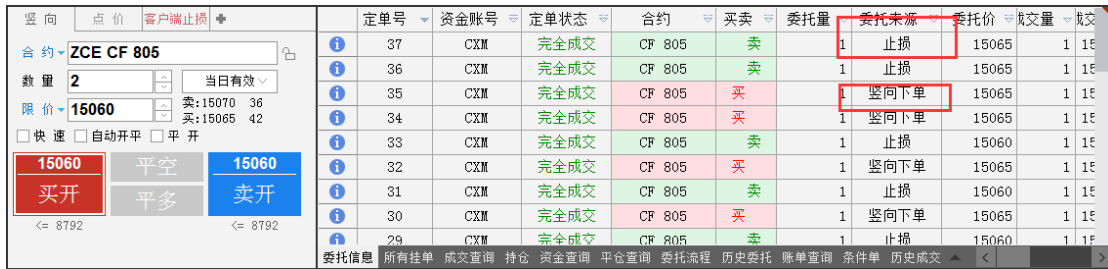 竖 向 点 价 客户端止损
合 约 ZCE CF 805
数 量 2 当日有效
限 价 15060 卖:15070 36
买:15065 42
快 速 自动开平 平 开
15060 平空 15060
买开 平多 卖开
<= 8792 <= 8792
定单号 资金账号 定单状态 合约 买卖 委托量 委托来源 委托价 成交量
37 CXM 完全成交 CF 805 卖 1 止损 15065 1 15
36 CXM 完全成交 CF 805 卖 1 止损 15065 1 15
35 CXM 完全成交 CF 805 买 1 竖向下单 15065 1 15
34 CXM 完全成交 CF 805 买 1 竖向下单 15065 1 15
33 CXM 完全成交 CF 805 卖 1 止损 15060 1 15
32 CXM 完全成交 CF 805 买 1 竖向下单 15065 1 15
31 CXM 完全成交 CF 805 卖 1 止损 15060 1 15
30 CXM 完全成交 CF 805 买 1 竖向下单 15065 1 15
29 CXM 完全成交 CF 805 卖 1 止损 15060 1 15
委托信息 所有挂单 成交查询 持仓 资金查询 平仓查询 委托流程 历史委托 账单查询 条件单 历史成交